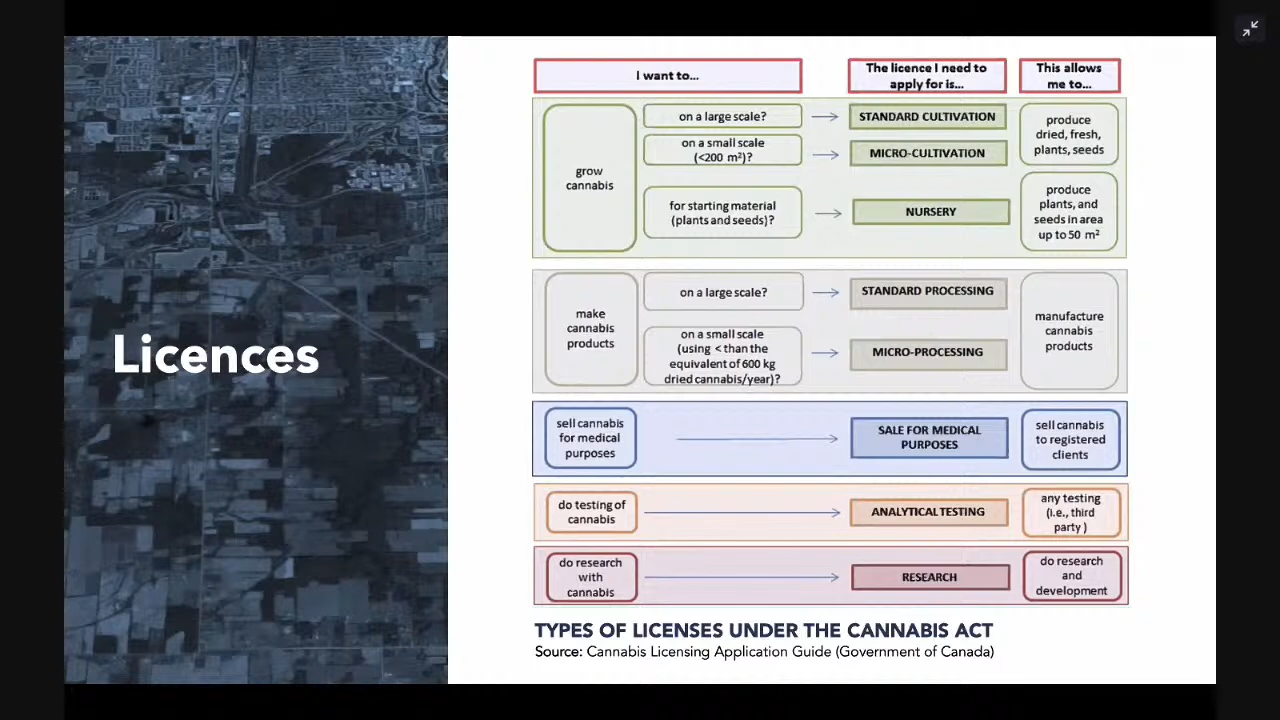 Licences
I want to...
The licence I need to
apply for is...
This allows
me to...
grow
cannabis
on a large scale?
STANDARD CULTIVATION
on a small scale
(<200 m²)?
MICRO-CULTIVATION
produce
dried, fresh,
plants, seeds
for starting material
(plants and seeds)?
NURSERY
produce
plants, and
seeds in area
up to 50 m²
make
cannabis
products
on a large scale?
STANDARD PROCESSING
on a small scale
(using < than the
equivalent of 600 kg
dried cannabis/year)?
MICRO-PROCESSING
manufacture
cannabis
products
sell cannabis
for medical
purposes
SALE FOR MEDICAL
PURPOSES
sell cannabis
to registered
clients
do testing of
cannabis
ANALYTICAL TESTING
any testing
(i.e., third
party )
do research
with
cannabis
RESEARCH
do research
and
development
TYPES OF LICENSES UNDER THE CANNABIS ACT
Source: Cannabis Licensing Application Guide (Government of Canada)